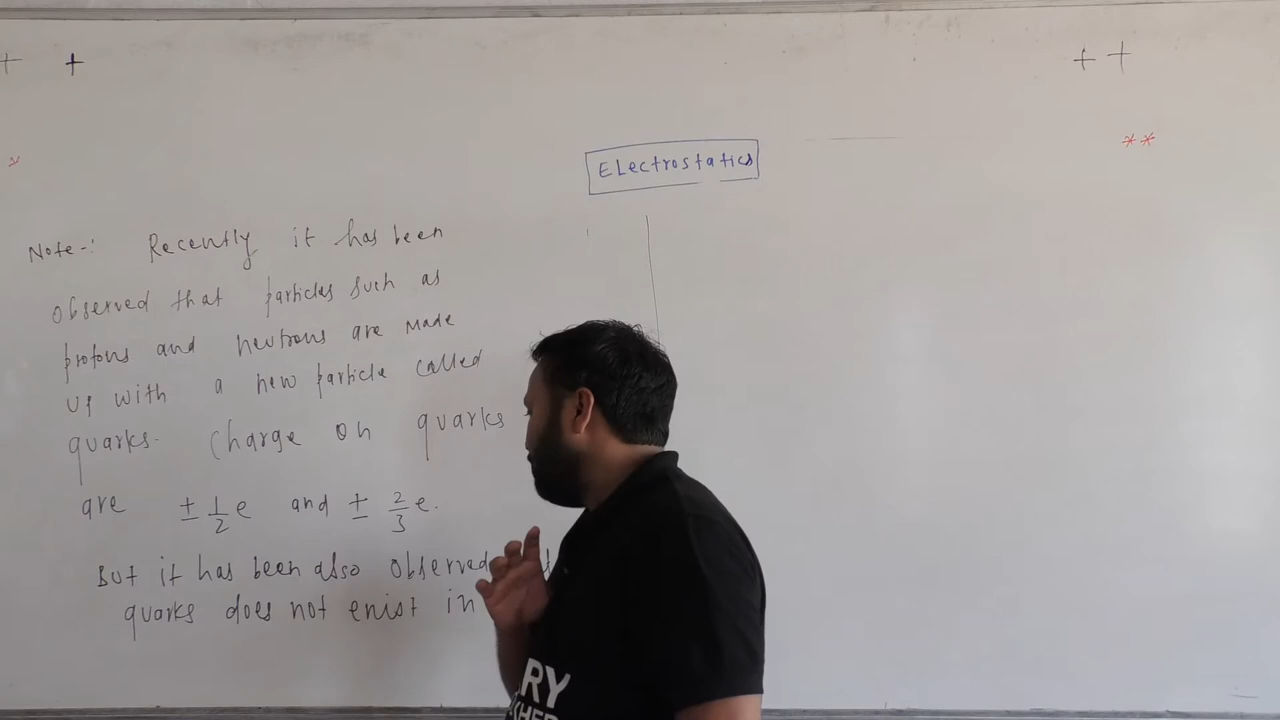 + + + +
* **
Electrostatics
Note-: Recently it has been
observed that particles such as
protons and neutrons are made
up with a new particle called
quarks. Charge on quarks
are ± 1/2 e and ± 2/3 e.
But it has been also observed
quarks does not exist in
RY